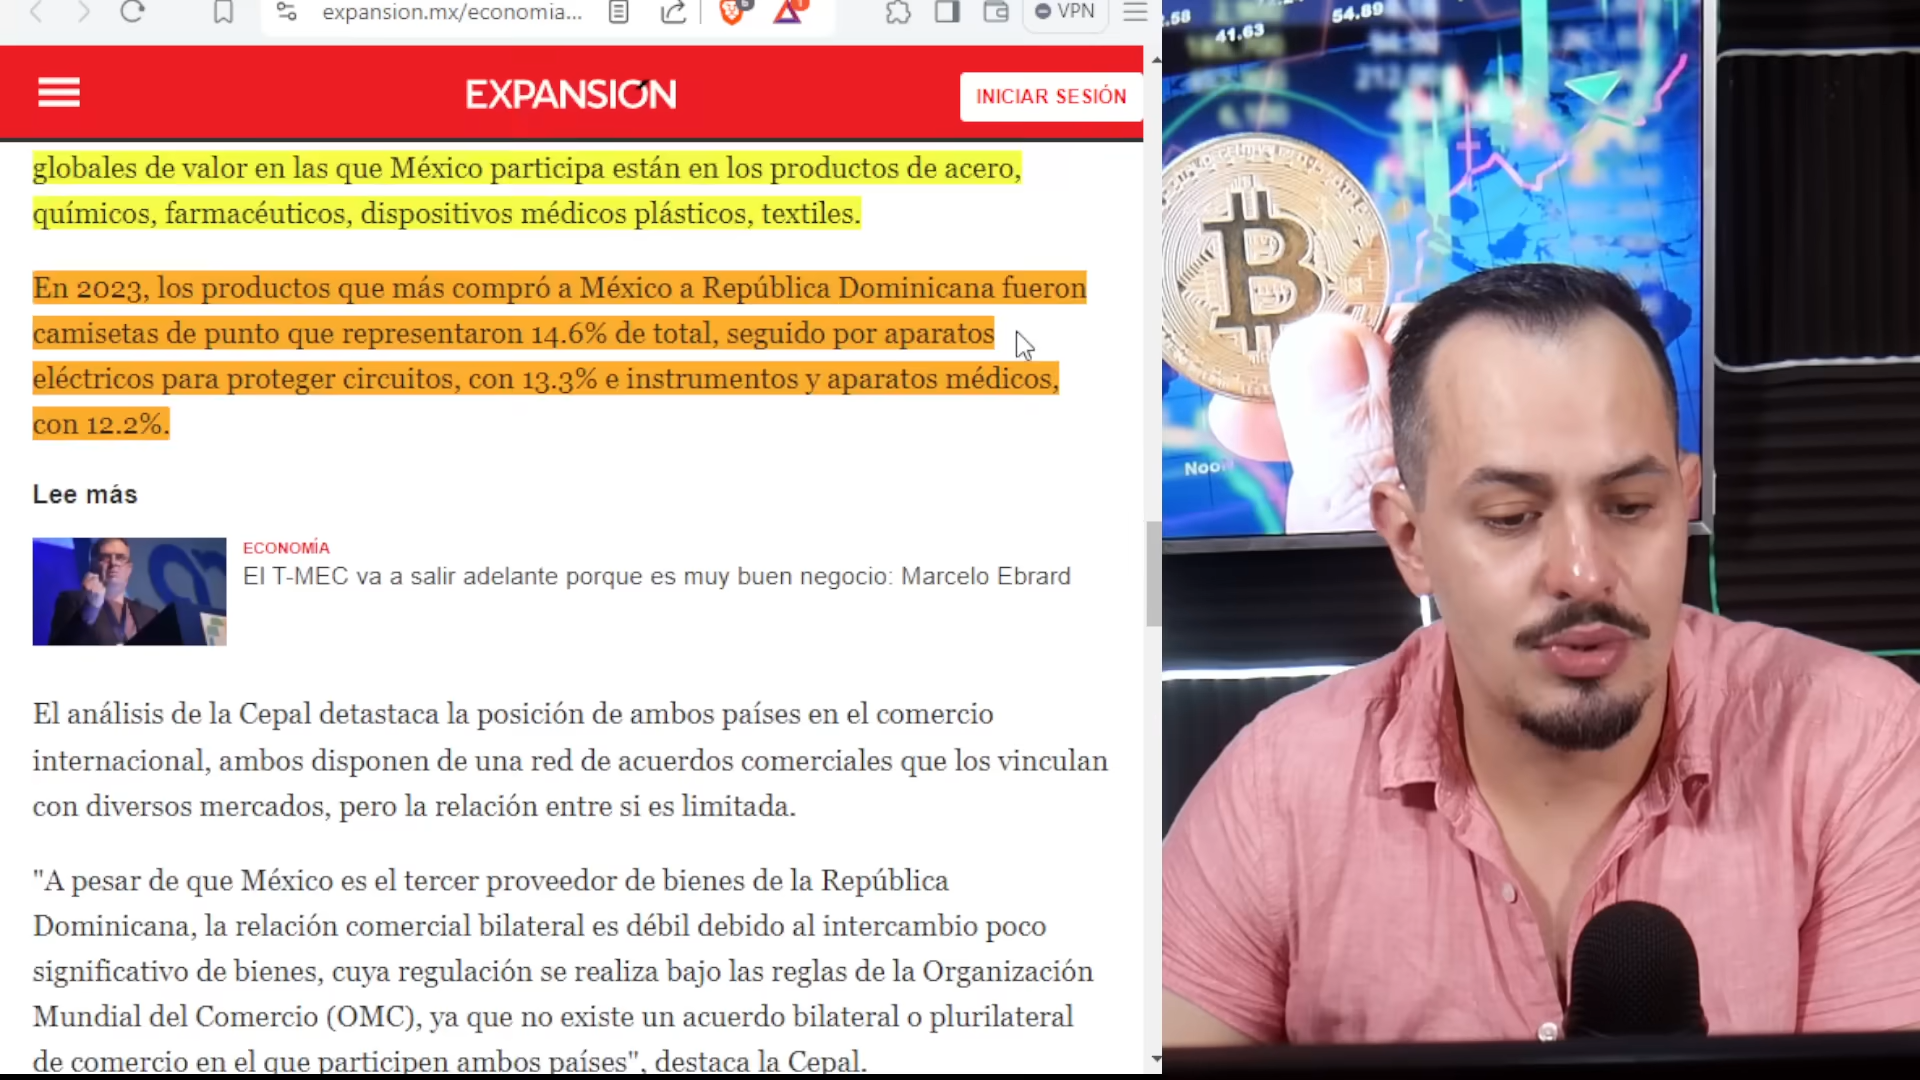 expansion.mx/economia...
VPN
EXPANSIÓN
INICIAR SESIÓN
globales de valor en las que México participa están en los productos de acero,
químicos, farmacéuticos, dispositivos médicos plásticos, textiles.
En 2023, los productos que más compró a México a República Dominicana fueron
camisetas de punto que representaron 14.6% de total, seguido por aparatos
eléctricos para proteger circuitos, con 13.3% e instrumentos y aparatos médicos,
con 12.2%.
Lee más
ECONOMÍA
El T-MEC va a salir adelante porque es muy buen negocio: Marcelo Ebrard
El análisis de la Cepal detastaca la posición de ambos países en el comercio
internacional, ambos disponen de una red de acuerdos comerciales que los vinculan
con diversos mercados, pero la relación entre si es limitada.
"A pesar de que México es el tercer proveedor de bienes de la República
Dominicana, la relación comercial bilateral es débil debido al intercambio poco
significativo de bienes, cuya regulación se realiza bajo las reglas de la Organización
Mundial del Comercio (OMC), ya que no existe un acuerdo bilateral o plurilateral
de comercio en el que participen ambos países", destaca la Cepal.
41.63
54.89